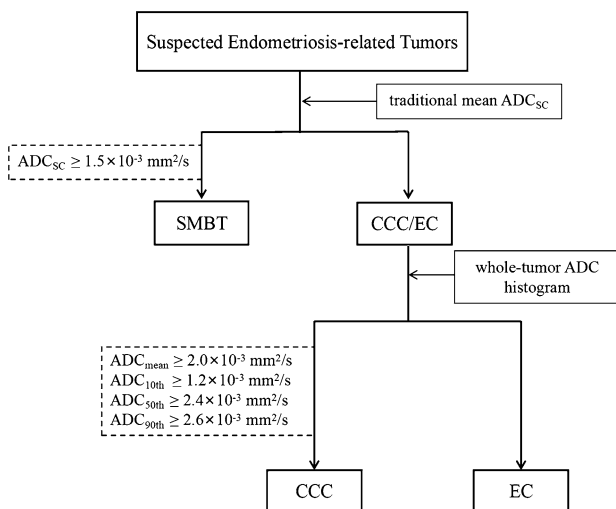 Suspected Endometriosis-related Tumors
traditional mean ADCSC
ADCSC ≥ 1.5×10-3 mm2/s
SMBT
CCC/EC
whole-tumor ADC
histogram
ADCmean ≥ 2.0×10-3 mm2/s
ADC10th ≥ 1.2×10-3 mm2/s
ADC50th ≥ 2.4×10-3 mm2/s
ADC90th ≥ 2.6×10-3 mm2/s
CCC
EC